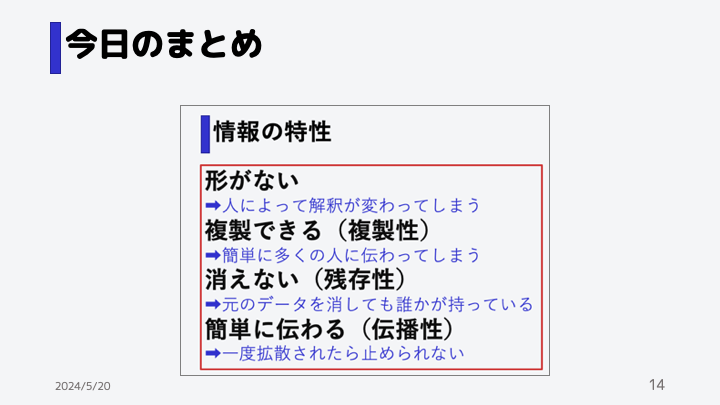 今日のまとめ
情報の特性
形がない
➡人によって解釈が変わってしまう
複製できる（複製性）
➡簡単に多くの人に伝わってしまう
消えない（残存性）
➡元のデータを消しても誰かが持っている
簡単に伝わる（伝播性）
➡一度拡散されたら止められない
2024/5/20
14